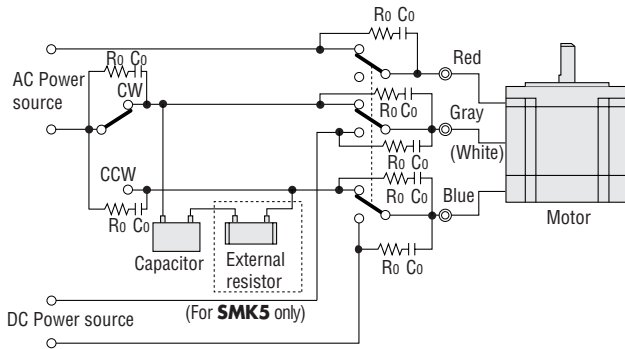 R0 C0
Red
R0 C0
AC Power
source
CW
R0 C0
Gray
(White)
R0 C0
CCW
R0 C0
Blue
R0 C0
Motor
Capacitor
External
resistor
R0 C0
(For SMK5 only)
DC Power source